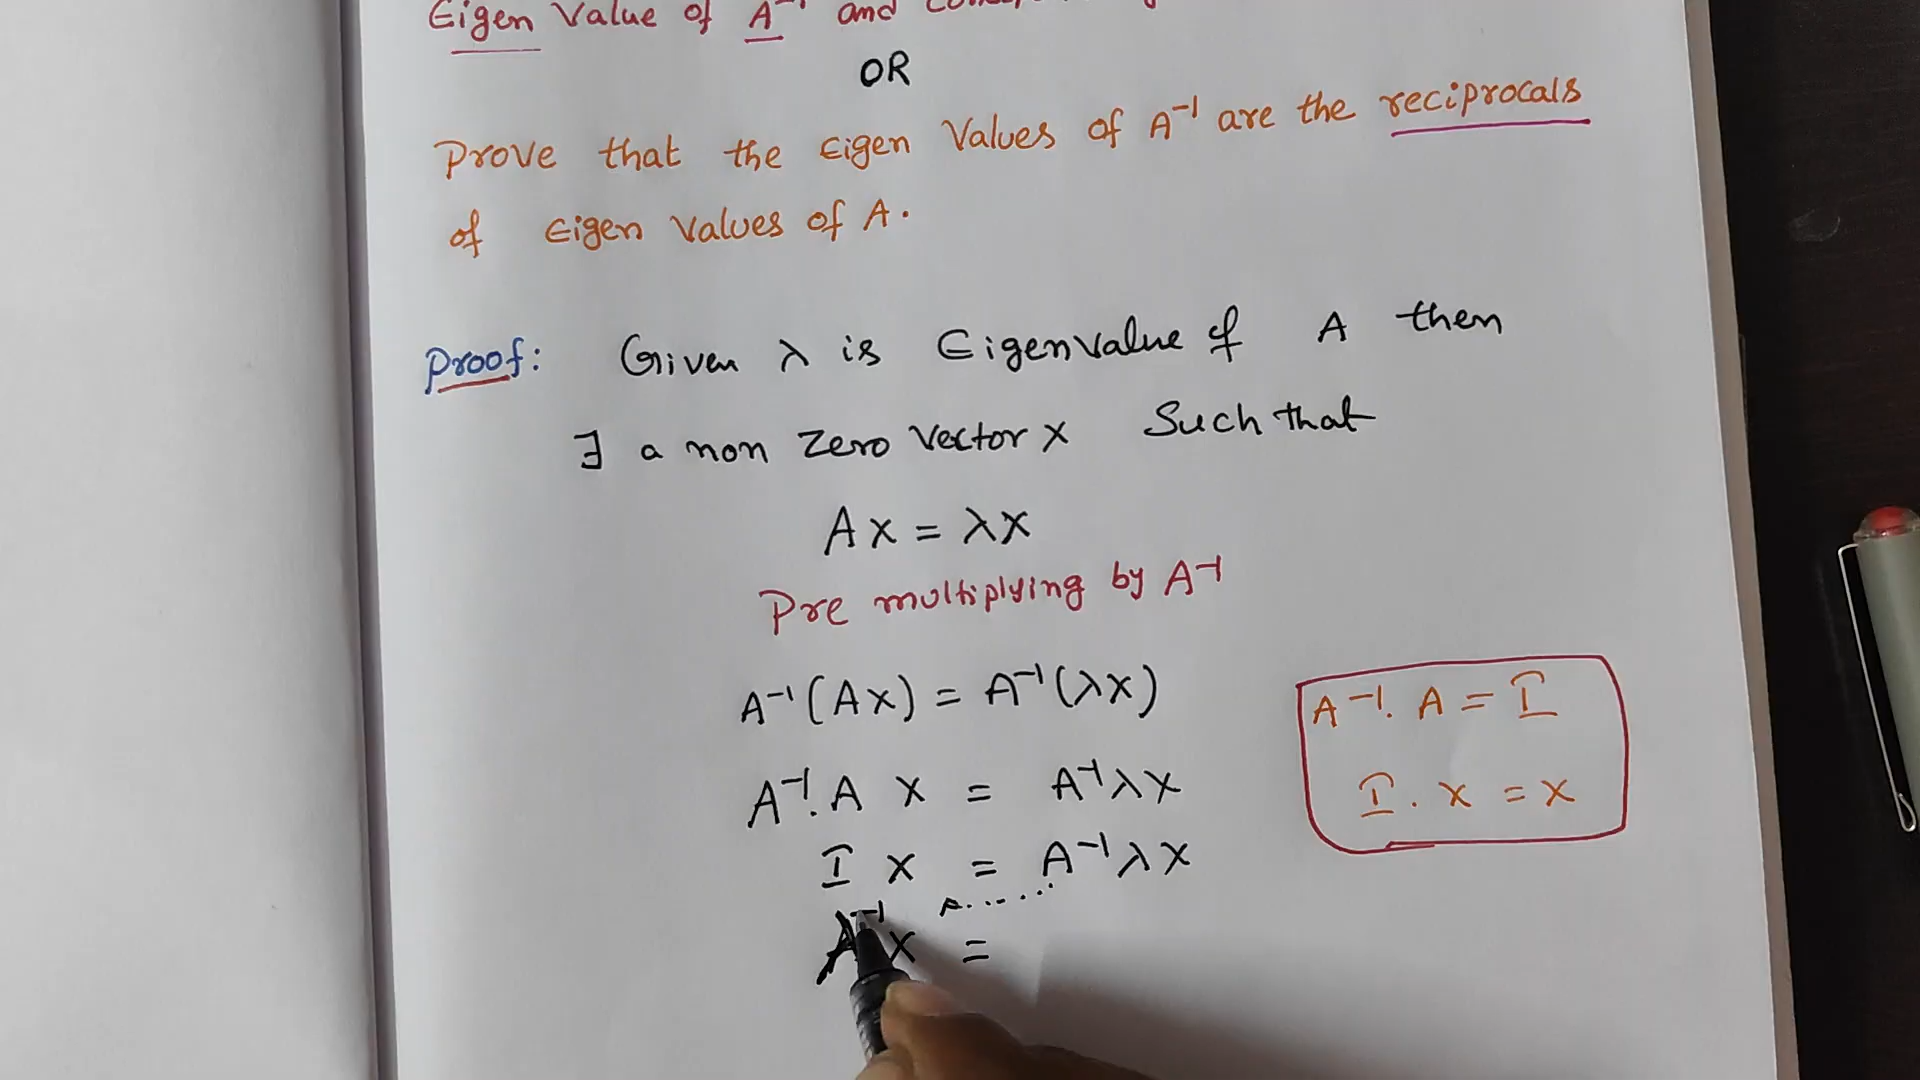 Eigen Value of A⁻¹ and
OR
Prove that the Eigen Values of A⁻¹ are the reciprocals
of Eigen Values of A.
Proof: Given λ is Eigenvalue of A then
∃ a non Zero Vector X Such that
AX = λX
Pre multiplying by A⁻¹
A⁻¹(AX) = A⁻¹(λX)
A⁻¹. A X = A⁻¹λX
I X = A⁻¹λX
X =
A⁻¹. A = I
I . X = X